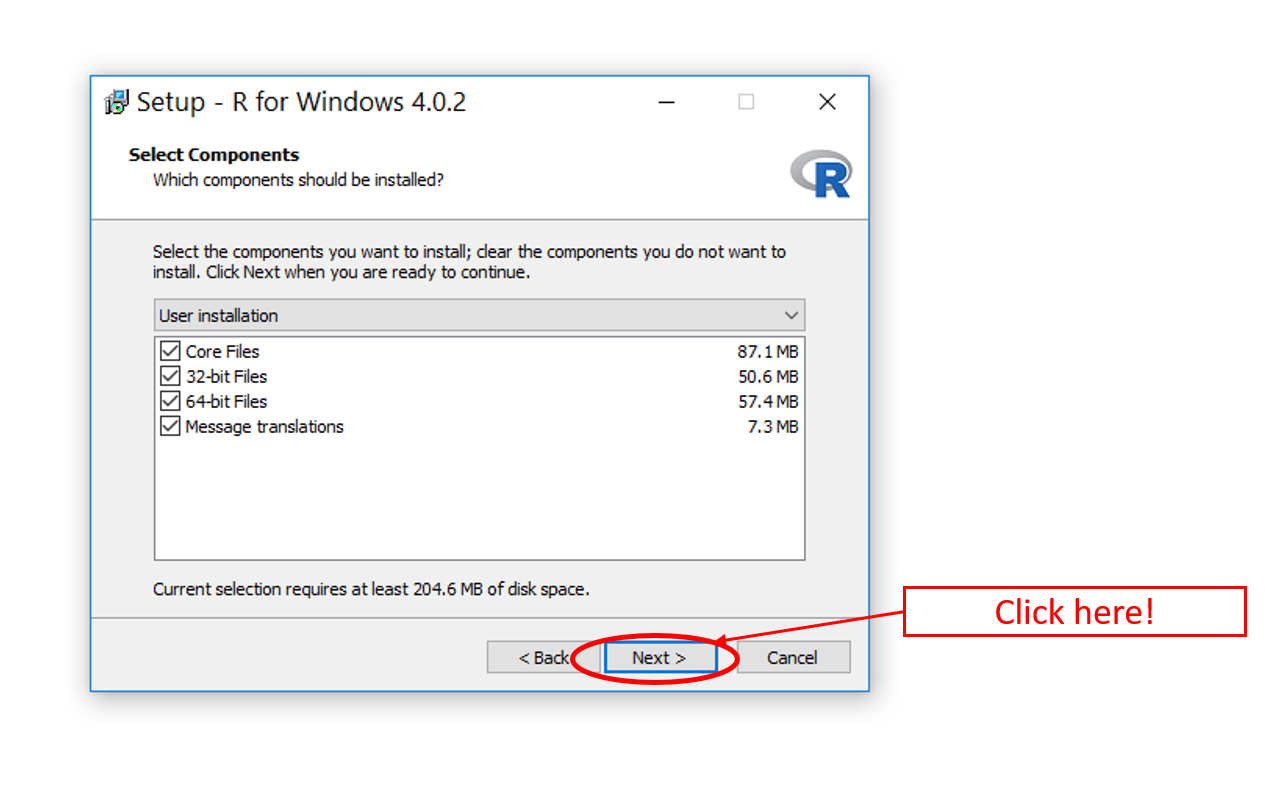 Setup - R for Windows 4.0.2
Select Components
Which components should be installed?
R
Select the components you want to install; clear the components you do not want to
install. Click Next when you are ready to continue.
User installation
Core Files 87.1 MB
32-bit Files 50.6 MB
64-bit Files 57.4 MB
Message translations 7.3 MB
Current selection requires at least 204.6 MB of disk space.
Click here!
< Back Next > Cancel